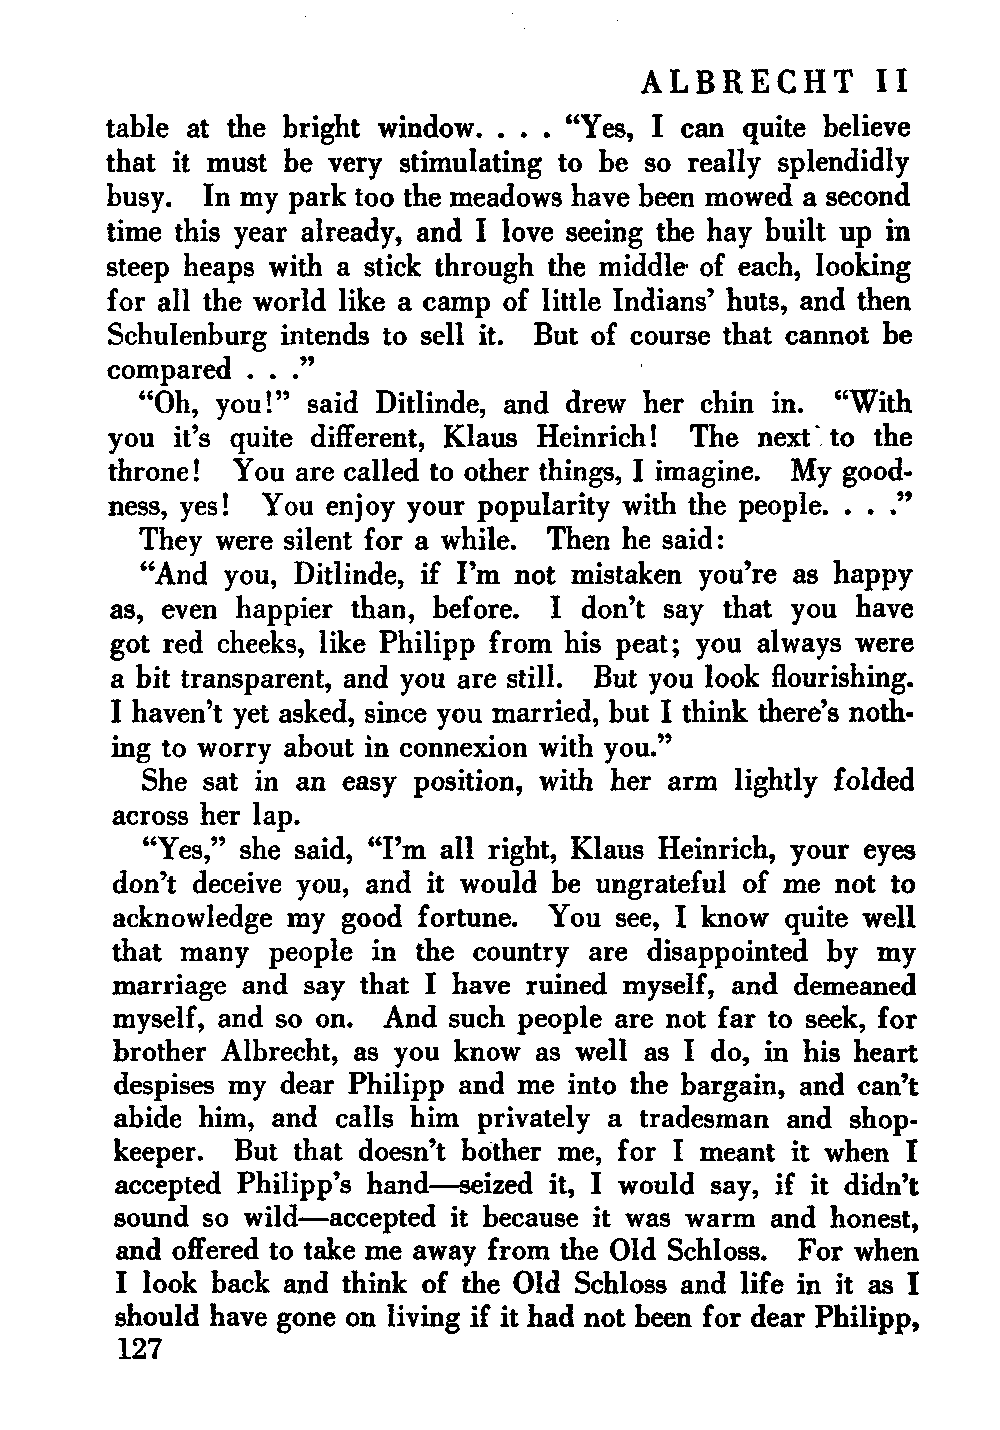 ALBRECHT II
table at the bright window. . . . “Yes, I can quite believe
that it must be very stimulating to be so really splendidly
busy. In my park too the meadows have been mowed a second
time this year already, and I love seeing the hay built up in
steep heaps with a stick through the middle of each, looking
for all the world like a camp of little Indians’ huts, and then
Schulenburg intends to sell it. But of course that cannot be
compared . . .”
“Oh, you!” said Ditlinde, and drew her chin in. “With
you it’s quite different, Klaus Heinrich! The next to the
throne! You are called to other things, I imagine. My good-
ness, yes! You enjoy your popularity with the people. . . .”
They were silent for a while. Then he said:
“And you, Ditlinde, if I’m not mistaken you’re as happy
as, even happier than, before. I don’t say that you have
got red cheeks, like Philipp from his peat; you always were
a bit transparent, and you are still. But you look flourishing.
I haven’t yet asked, since you married, but I think there’s noth-
ing to worry about in connexion with you.”
She sat in an easy position, with her arm lightly folded
across her lap.
“Yes,” she said, “I’m all right, Klaus Heinrich, your eyes
don’t deceive you, and it would be ungrateful of me not to
acknowledge my good fortune. You see, I know quite well
that many people in the country are disappointed by my
marriage and say that I have ruined myself, and demeaned
myself, and so on. And such people are not far to seek, for
brother Albrecht, as you know as well as I do, in his heart
despises my dear Philipp and me into the bargain, and can’t
abide him, and calls him privately a tradesman and shop-
keeper. But that doesn’t bother me, for I meant it when I
accepted Philipp’s hand—seized it, I would say, if it didn’t
sound so wild—accepted it because it was warm and honest,
and offered to take me away from the Old Schloss. For when
I look back and think of the Old Schloss and life in it as I
should have gone on living if it had not been for dear Philipp,
127